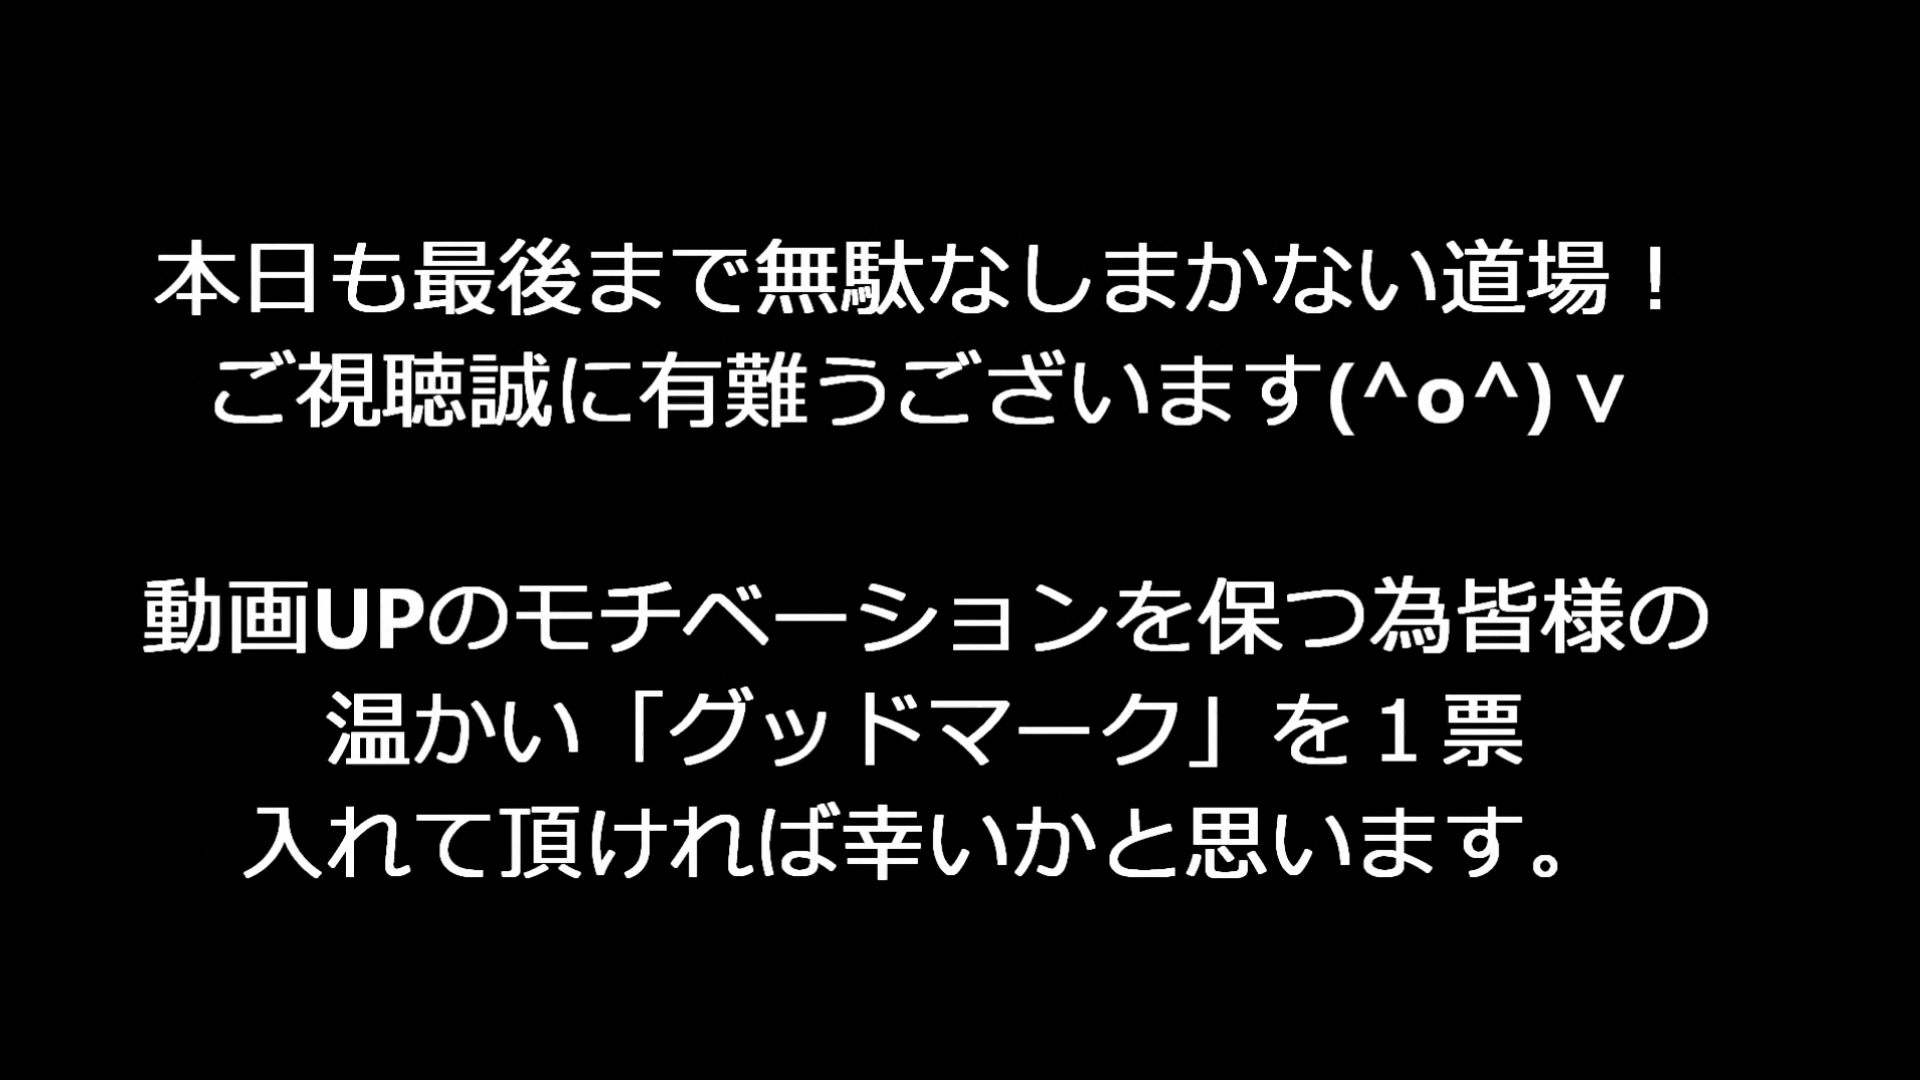 本日も最後まで無駄なしまかない道場！
ご視聴誠に有難うございます(^o^)ｖ
動画UPのモチベーションを保つ為皆様の
温かい「グッドマーク」を１票
入れて頂ければ幸いかと思います。